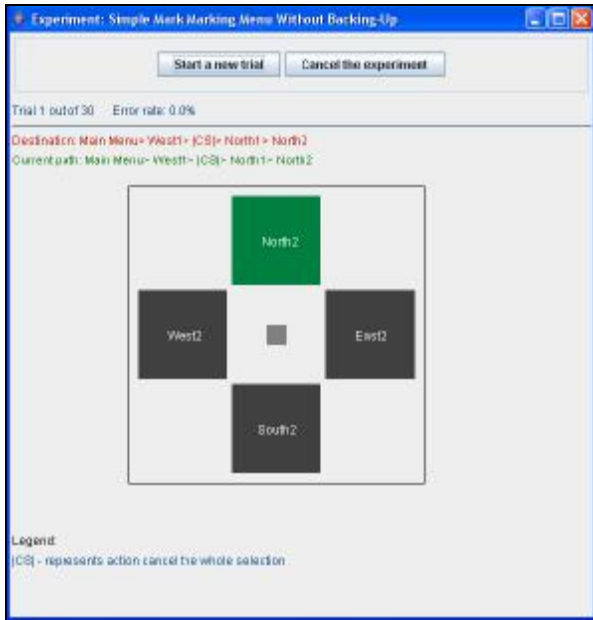 Experiment: Simple Mark Marking Menu Without Backing-Up
Start a new trial Cancel the experiment
Trial 1 out of 30 Error rate: 0.0%
Destination: Main Menu> West1> |CS|> North1 > North2
Current path: Main Menu> West1> |CS|> North1> North2
North2
West2 East2
South2
Legend:
|CS| - represents action cancel the whole selection